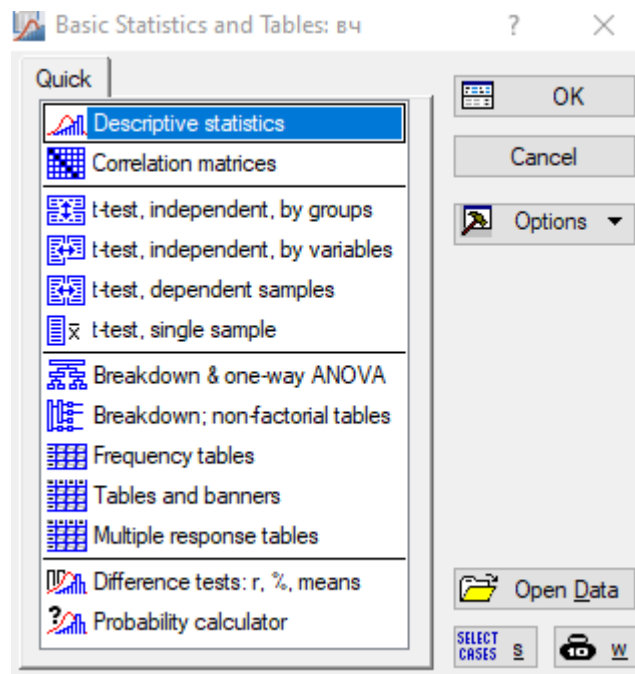 Basic Statistics and Tables: вч
?
Quick
OK
Descriptive statistics
Correlation matrices
Cancel
t-test, independent, by groups
Options
t-test, independent, by variables
t-test, dependent samples
x t-test, single sample
Breakdown & one-way ANOVA
Breakdown; non-factorial tables
Frequency tables
Tables and banners
Multiple response tables
Difference tests: r, %, means
Open Data
? Probability calculator
SELECT
CASES S
10 W